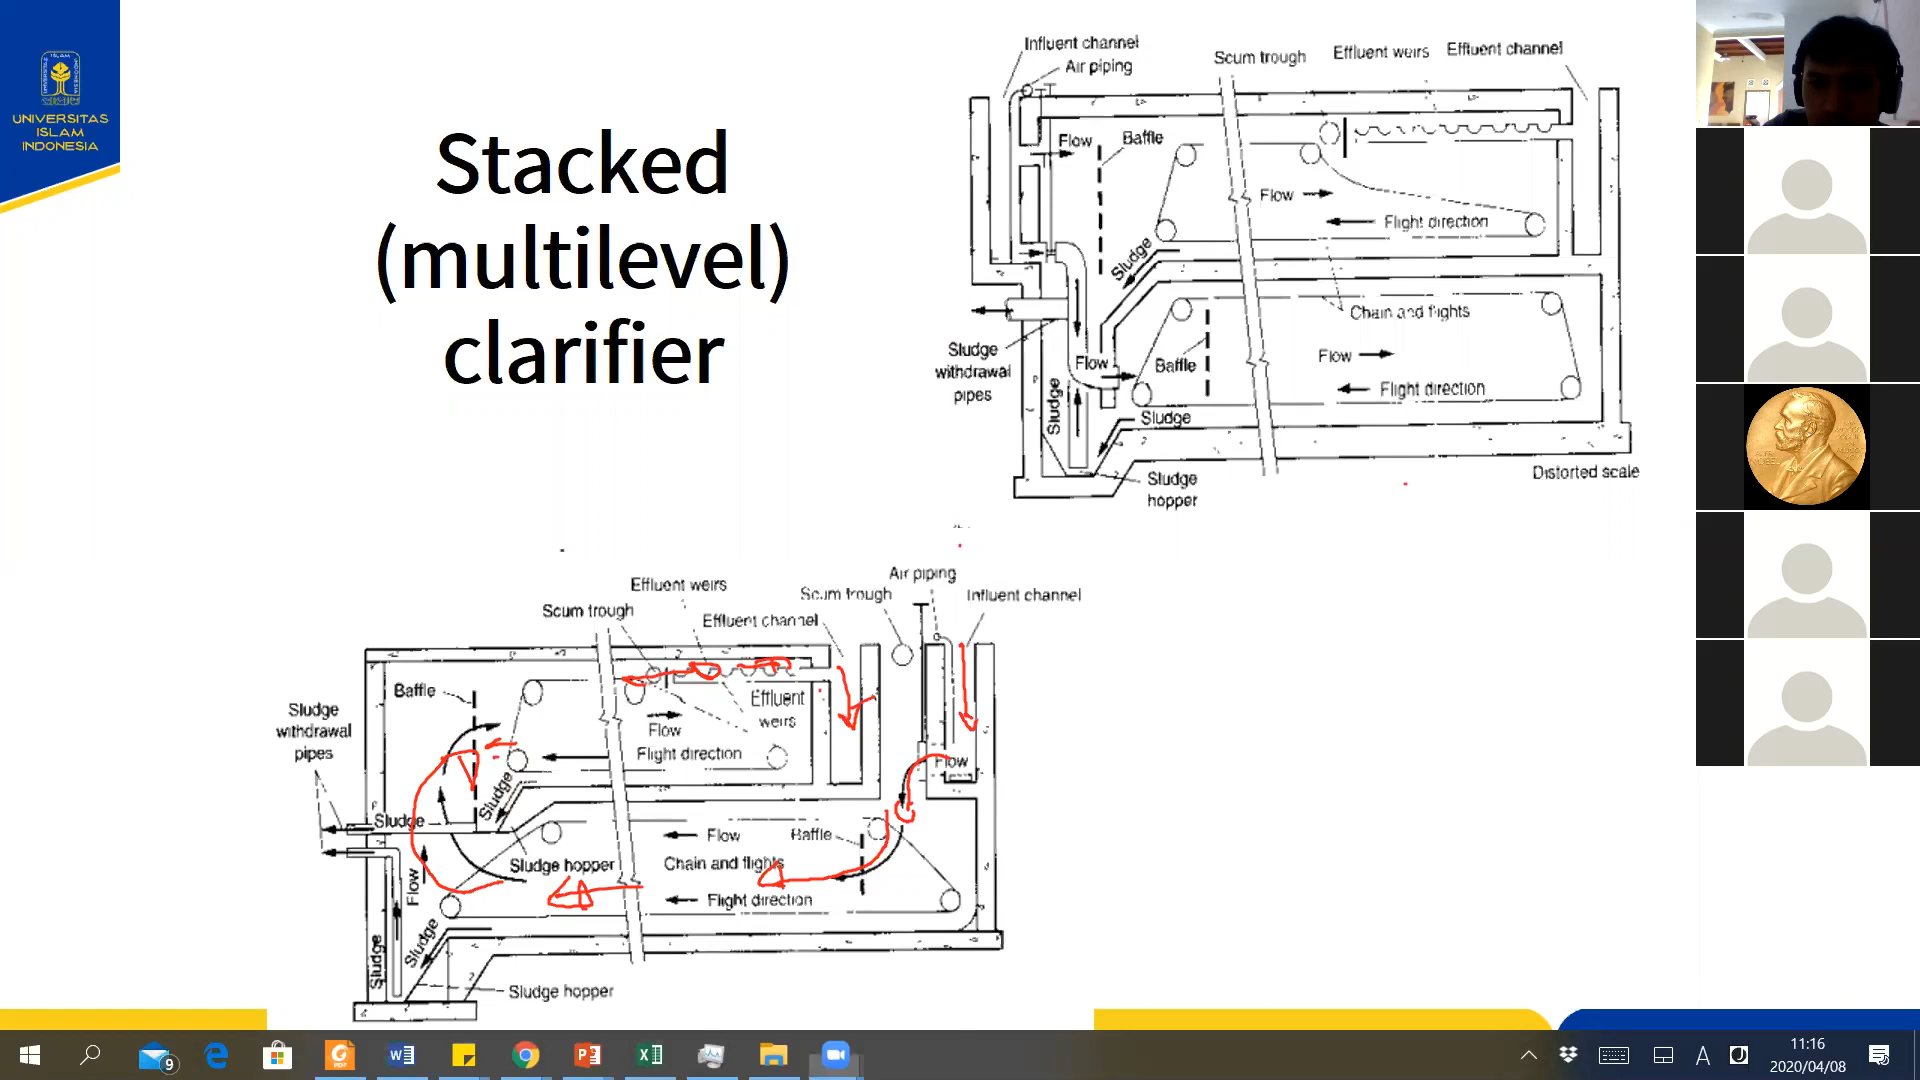 UNIVERSITAS
ISLAM
INDONESIA
Stacked
(multilevel)
clarifier
Influent channel
Air piping
Scum trough
Effluent weirs
Effluent channel
Flow
Baffle
Flow
Flight direction
Sludge
Chain and flights
Sludge
withdrawal
pipes
Flow
Baffle
Flow
Flight direction
Sludge
Sludge
Sludge
hopper
Distorted scale
Air piping
Effluent weirs
Scum trough
Influent channel
Scum trough
Effluent channel
Baffle
Effluent
weirs
Sludge
withdrawal
pipes
Flow
Flight direction
Flow
Sludge
Sludge
Flow
Baffle
Sludge hopper
Chain and flights
Flow
Flight direction
Sludge
Sludge
Sludge hopper
9
11:16
2020/04/08